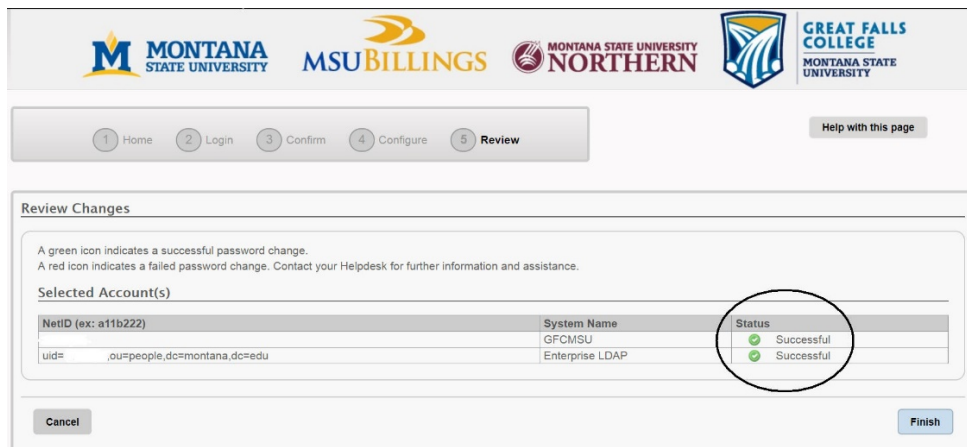 MONTANA
STATE UNIVERSITY
MSUBILLINGS
MONTANA STATE UNIVERSITY
NORTHERN
GREAT FALLS
COLLEGE
MONTANA STATE
UNIVERSITY
1 Home 2 Login 3 Confirm 4 Configure 5 Review
Help with this page
Review Changes
A green icon indicates a successful password change.
A red icon indicates a failed password change. Contact your Helpdesk for further information and assistance.
Selected Account(s)
NetID (ex: a11b222) System Name Status
GFCMSU Successful
uid= ,ou=people,dc=montana,dc=edu Enterprise LDAP Successful
Cancel Finish